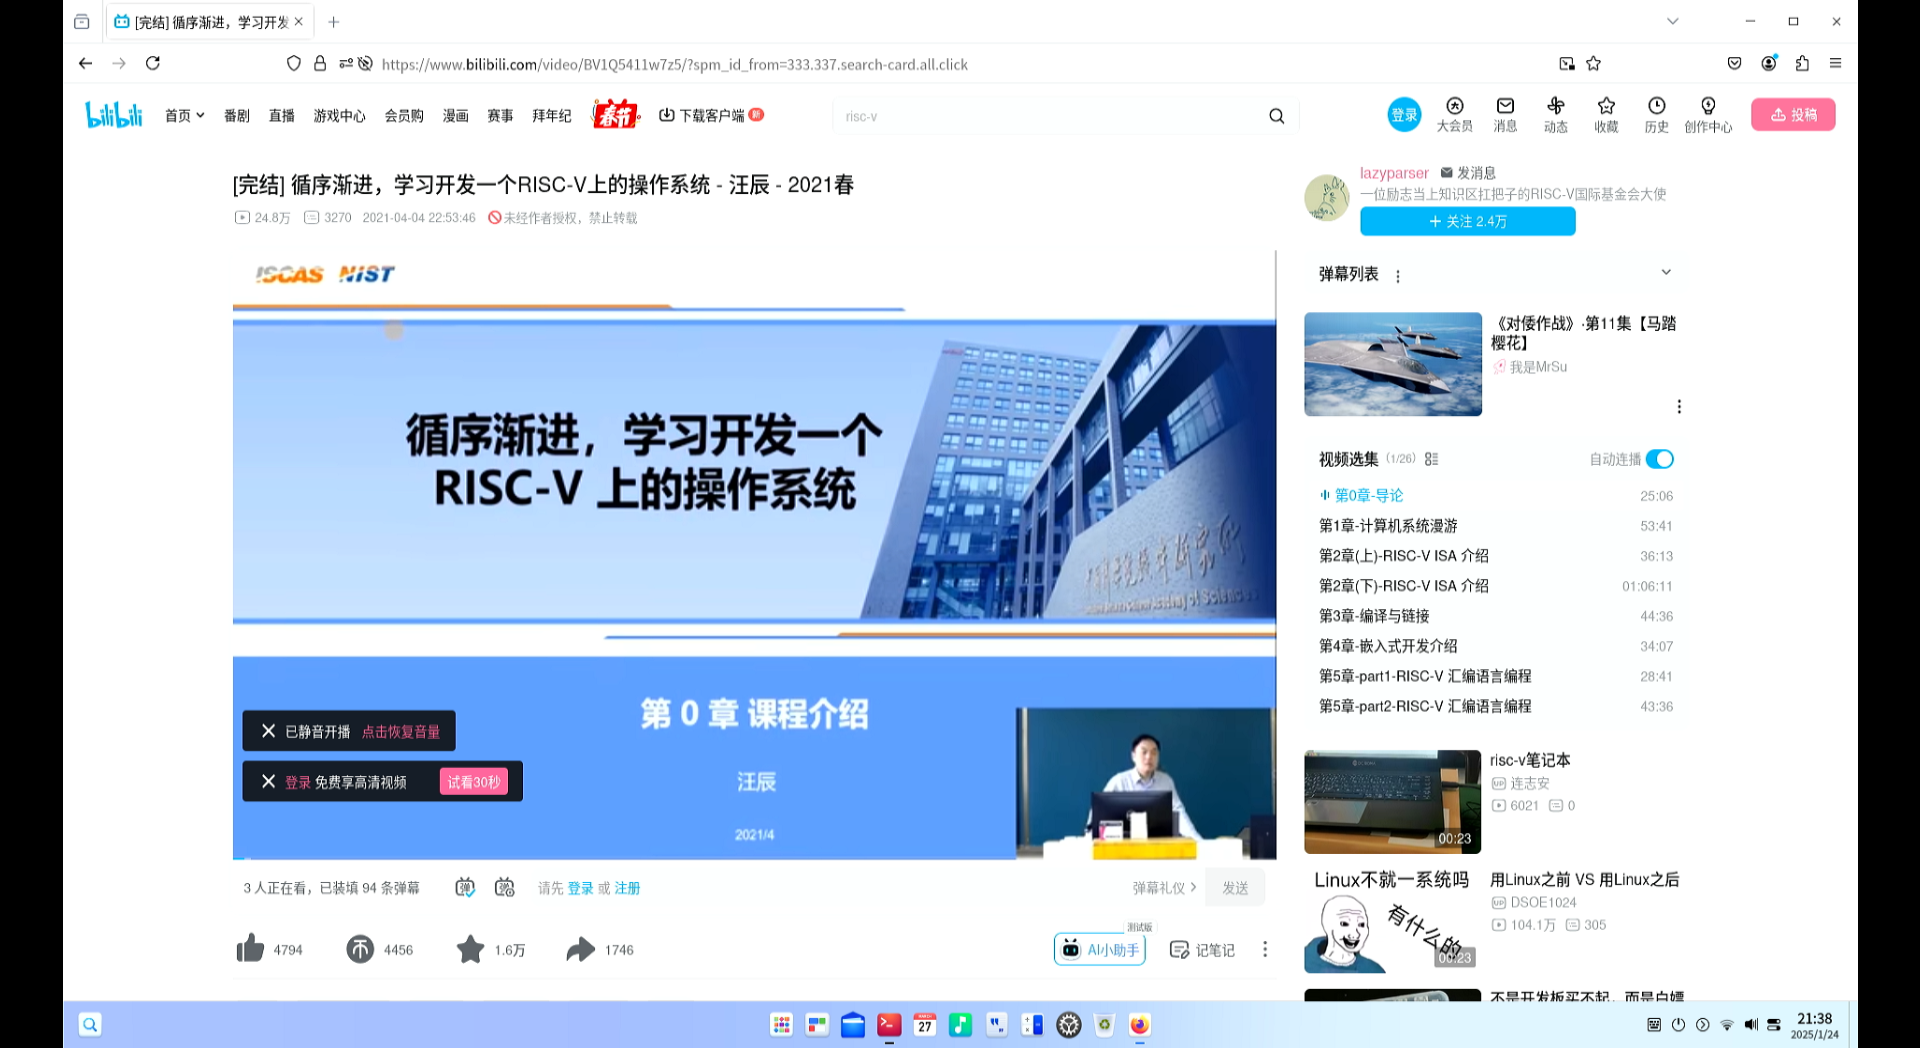 [完结] 循序渐进，学习开发
https://www.bilibili.com/video/BV1Q5411w7z5/?spm_id_from=333.337.search-card.all.click
bilibili 首页 番剧 直播 游戏中心 会员购 漫画 赛事 拜年纪 春节 下载客户端 新
risc-v
登录 大会员 消息 动态 收藏 历史 创作中心 投稿
[完结] 循序渐进，学习开发一个RISC-V上的操作系统 - 汪辰 - 2021春
24.8万 3270 2021-04-04 22:53:46 未经作者授权，禁止转载
ISCAS NiST
循序渐进，学习开发一个
RISC-V 上的操作系统
第 0 章 课程介绍
汪辰
2021/4
已静音开播 点击恢复音量
登录 免费享高清视频 试看30秒
3 人正在看，已装填 94 条弹幕
弹
弹
请先 登录 或 注册
弹幕礼仪
发送
4794 4456 1.6万 1746
测试版
AI小助手 记笔记
lazyparser 发消息
一位励志当上知识区扛把子的RISC-V国际基金会大使
+ 关注 2.4万
弹幕列表
《对倭作战》·第11集【马踏
樱花】
我是MrSu
视频选集 (1/26) 自动连播
第0章-导论 25:06
第1章-计算机系统漫游 53:41
第2章(上)-RISC-V ISA 介绍 36:13
第2章(下)-RISC-V ISA 介绍 01:06:11
第3章-编译与链接 44:36
第4章-嵌入式开发介绍 34:07
第5章-part1-RISC-V 汇编语言编程 28:41
第5章-part2-RISC-V 汇编语言编程 43:36
00:23
risc-v笔记本
UP 连志安
6021 0
Linux不就一系统吗
有什么的
00:23
用Linux之前 VS 用Linux之后
UP DSOE1024
104.1万 305
不是开发板买不起，而是白嫖
27
21:38
2025/1/24